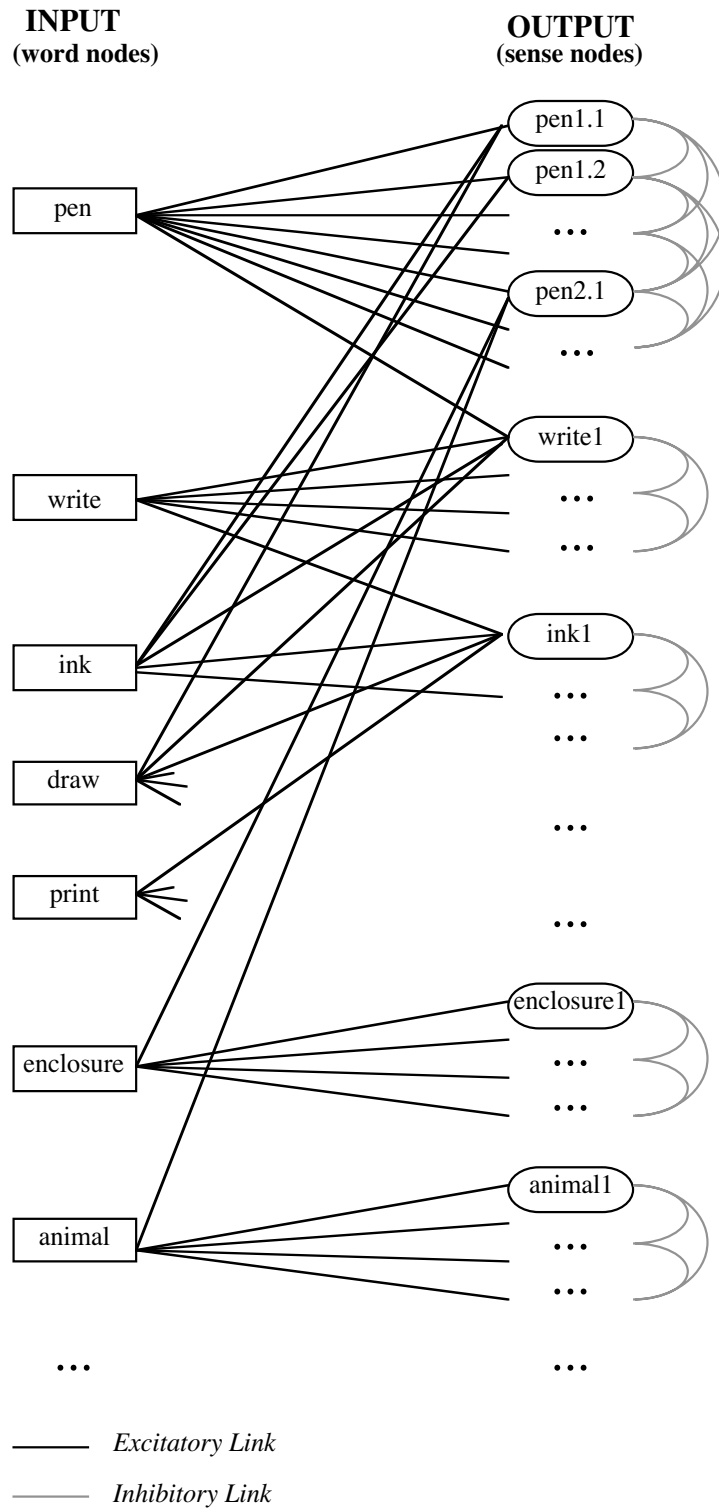 INPUT
(word nodes)
OUTPUT
(sense nodes)
pen1.1
pen1.2
pen
...
pen2.1
...
write1
write
...
...
ink1
ink
...
...
draw
...
print
...
enclosure1
enclosure
...
...
animal1
animal
...
...
... ...
Excitatory Link
Inhibitory Link